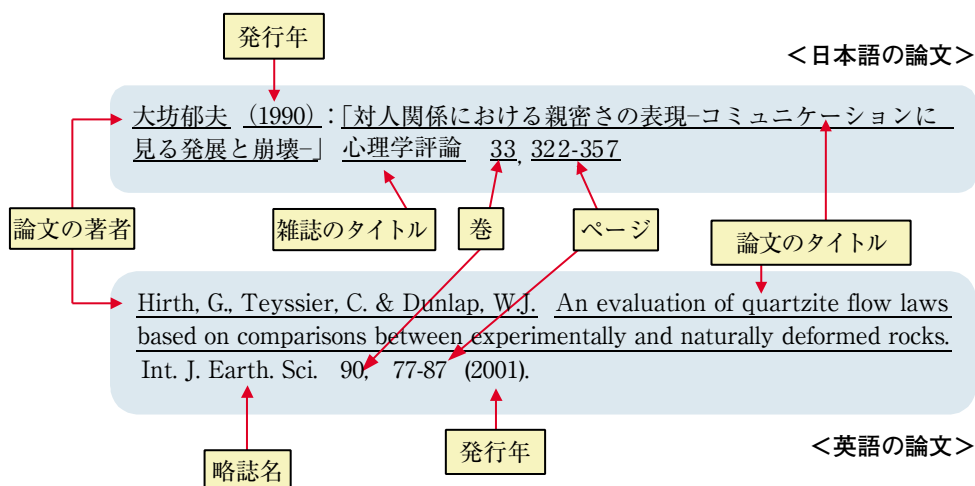 発行年
＜日本語の論文＞
大坊郁夫 （1990）：「対人関係における親密さの表現−コミュニケーションに
見る発展と崩壊−」 心理学評論 33, 322-357
論文の著者
雑誌のタイトル
巻
ページ
論文のタイトル
Hirth, G., Teyssier, C. & Dunlap, W.J. An evaluation of quartzite flow laws
based on comparisons between experimentally and naturally deformed rocks.
Int. J. Earth. Sci. 90, 77-87 (2001).
略誌名
発行年
＜英語の論文＞